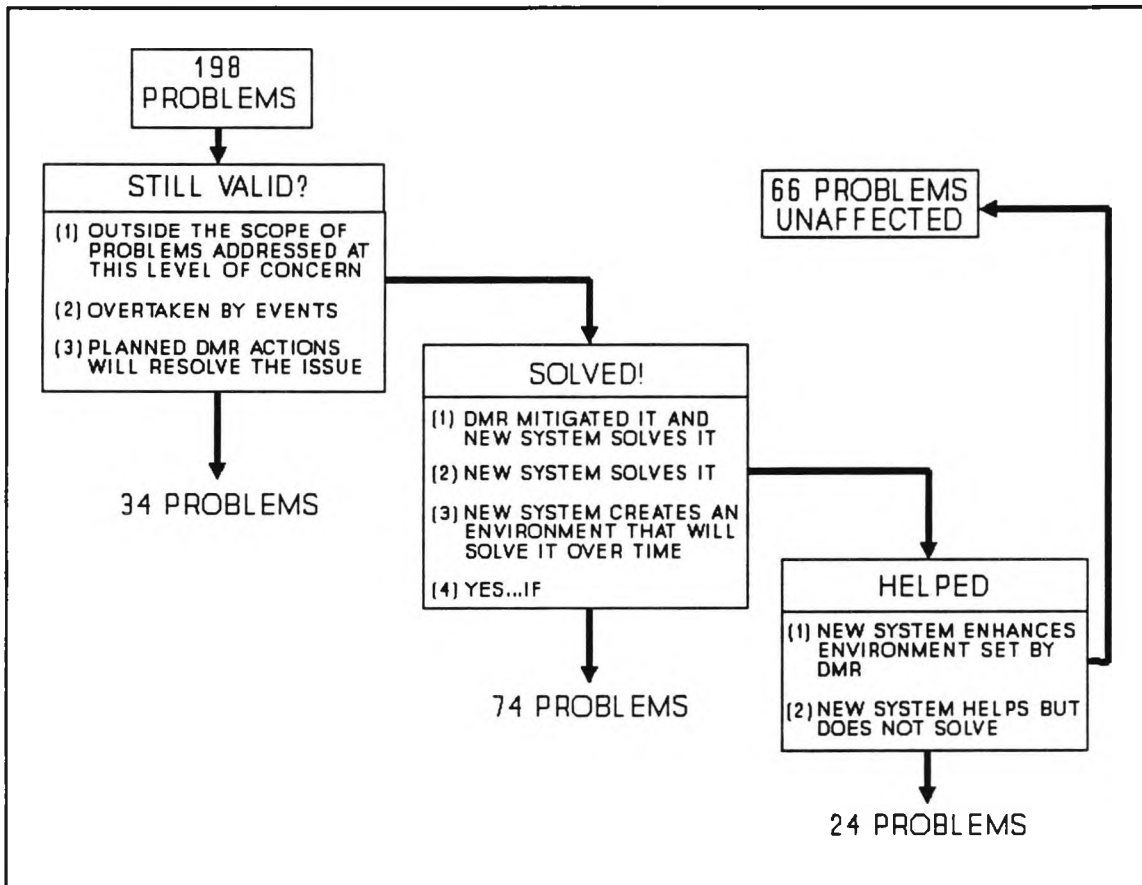 198
PROBLEMS
STILL VALID?
(1) OUTSIDE THE SCOPE OF
PROBLEMS ADDRESSED AT
THIS LEVEL OF CONCERN
(2) OVERTAKEN BY EVENTS
(3) PLANNED DMR ACTIONS
WILL RESOLVE THE ISSUE
34 PROBLEMS
SOLVED!
(1) DMR MITIGATED IT AND
NEW SYSTEM SOLVES IT
(2) NEW SYSTEM SOLVES IT
(3) NEW SYSTEM CREATES AN
ENVIRONMENT THAT WILL
SOLVE IT OVER TIME
(4) YES...IF
74 PROBLEMS
HELPED
(1) NEW SYSTEM ENHANCES
ENVIRONMENT SET BY
DMR
(2) NEW SYSTEM HELPS BUT
DOES NOT SOLVE
24 PROBLEMS
66 PROBLEMS
UNAFFECTED